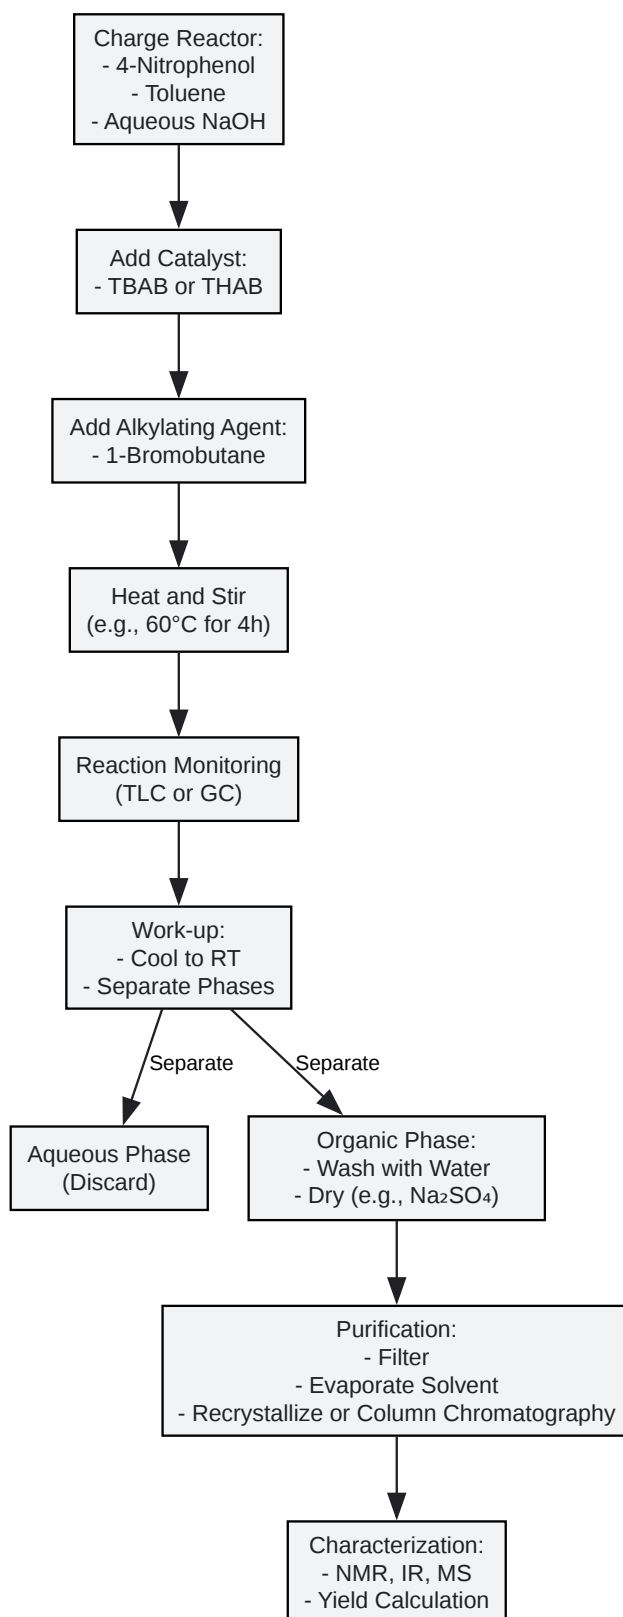 Charge Reactor:
- 4-Nitrophenol
- Toluene
- Aqueous NaOH
Add Catalyst:
- TBAB or THAB
Add Alkylating Agent:
- 1-Bromobutane
Heat and Stir
(e.g., 60°C for 4h)
Reaction Monitoring
(TLC or GC)
Work-up:
- Cool to RT
- Separate Phases
Separate
Separate
Aqueous Phase
(Discard)
Organic Phase:
- Wash with Water
- Dry (e.g., Na₂SO₄)
Purification:
- Filter
- Evaporate Solvent
- Recrystallize or Column Chromatography
Characterization:
- NMR, IR, MS
- Yield Calculation